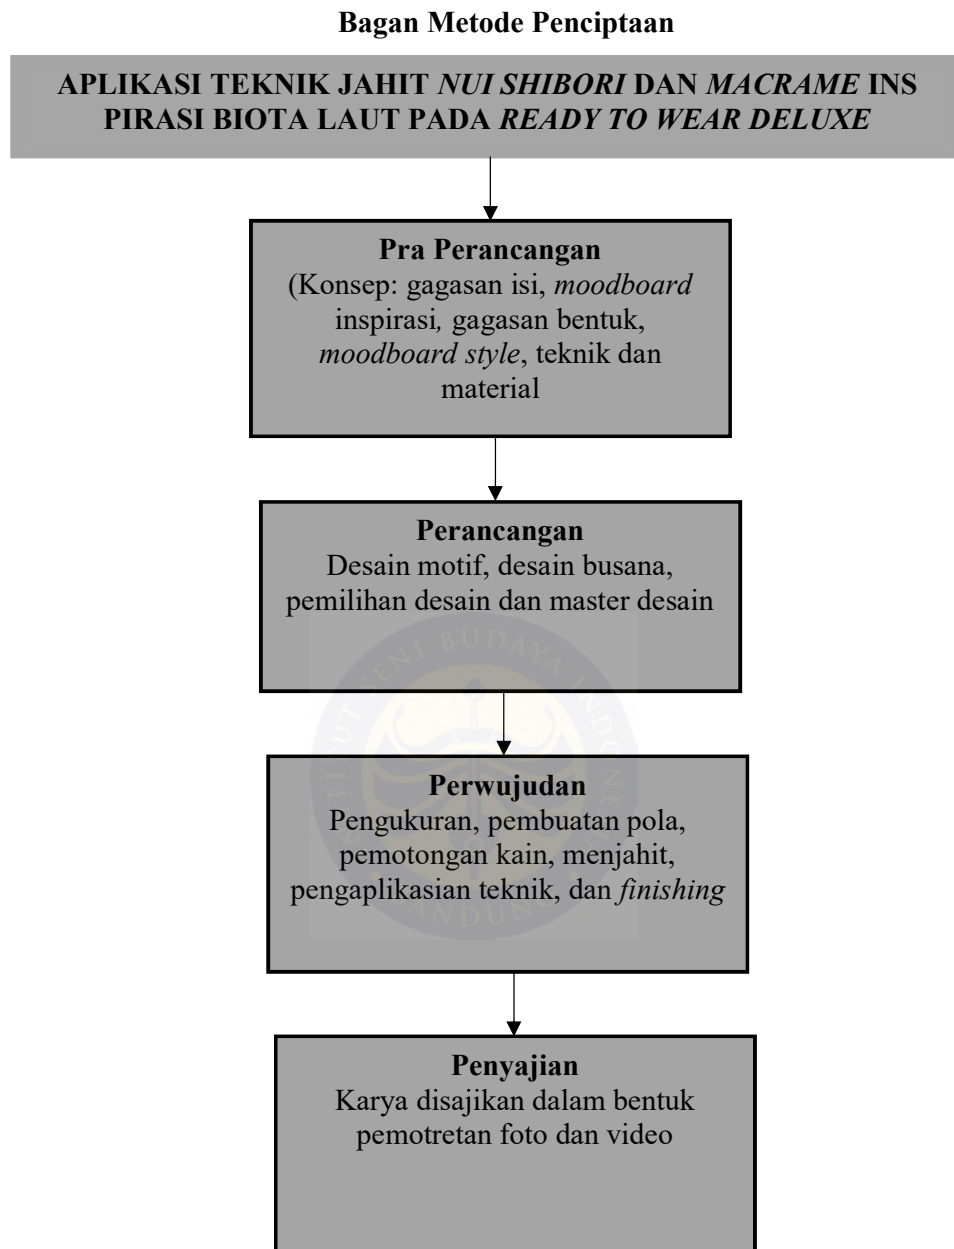 Bagan Metode Penciptaan
APLIKASI TEKNIK JAHIT NUI SHIBORI DAN MACRAME INS
PIRASI BIOTA LAUT PADA READY TO WEAR DELUXE
Pra Perancangan
(Konsep: gagasan isi, moodboard
inspirasi, gagasan bentuk,
moodboard style, teknik dan
material
Perancangan
Desain motif, desain busana,
pemilihan desain dan master desain
Perwujudan
Pengukuran, pembuatan pola,
pemotongan kain, menjahit,
pengaplikasian teknik, dan finishing
Penyajian
Karya disajikan dalam bentuk
pemotretan foto dan video